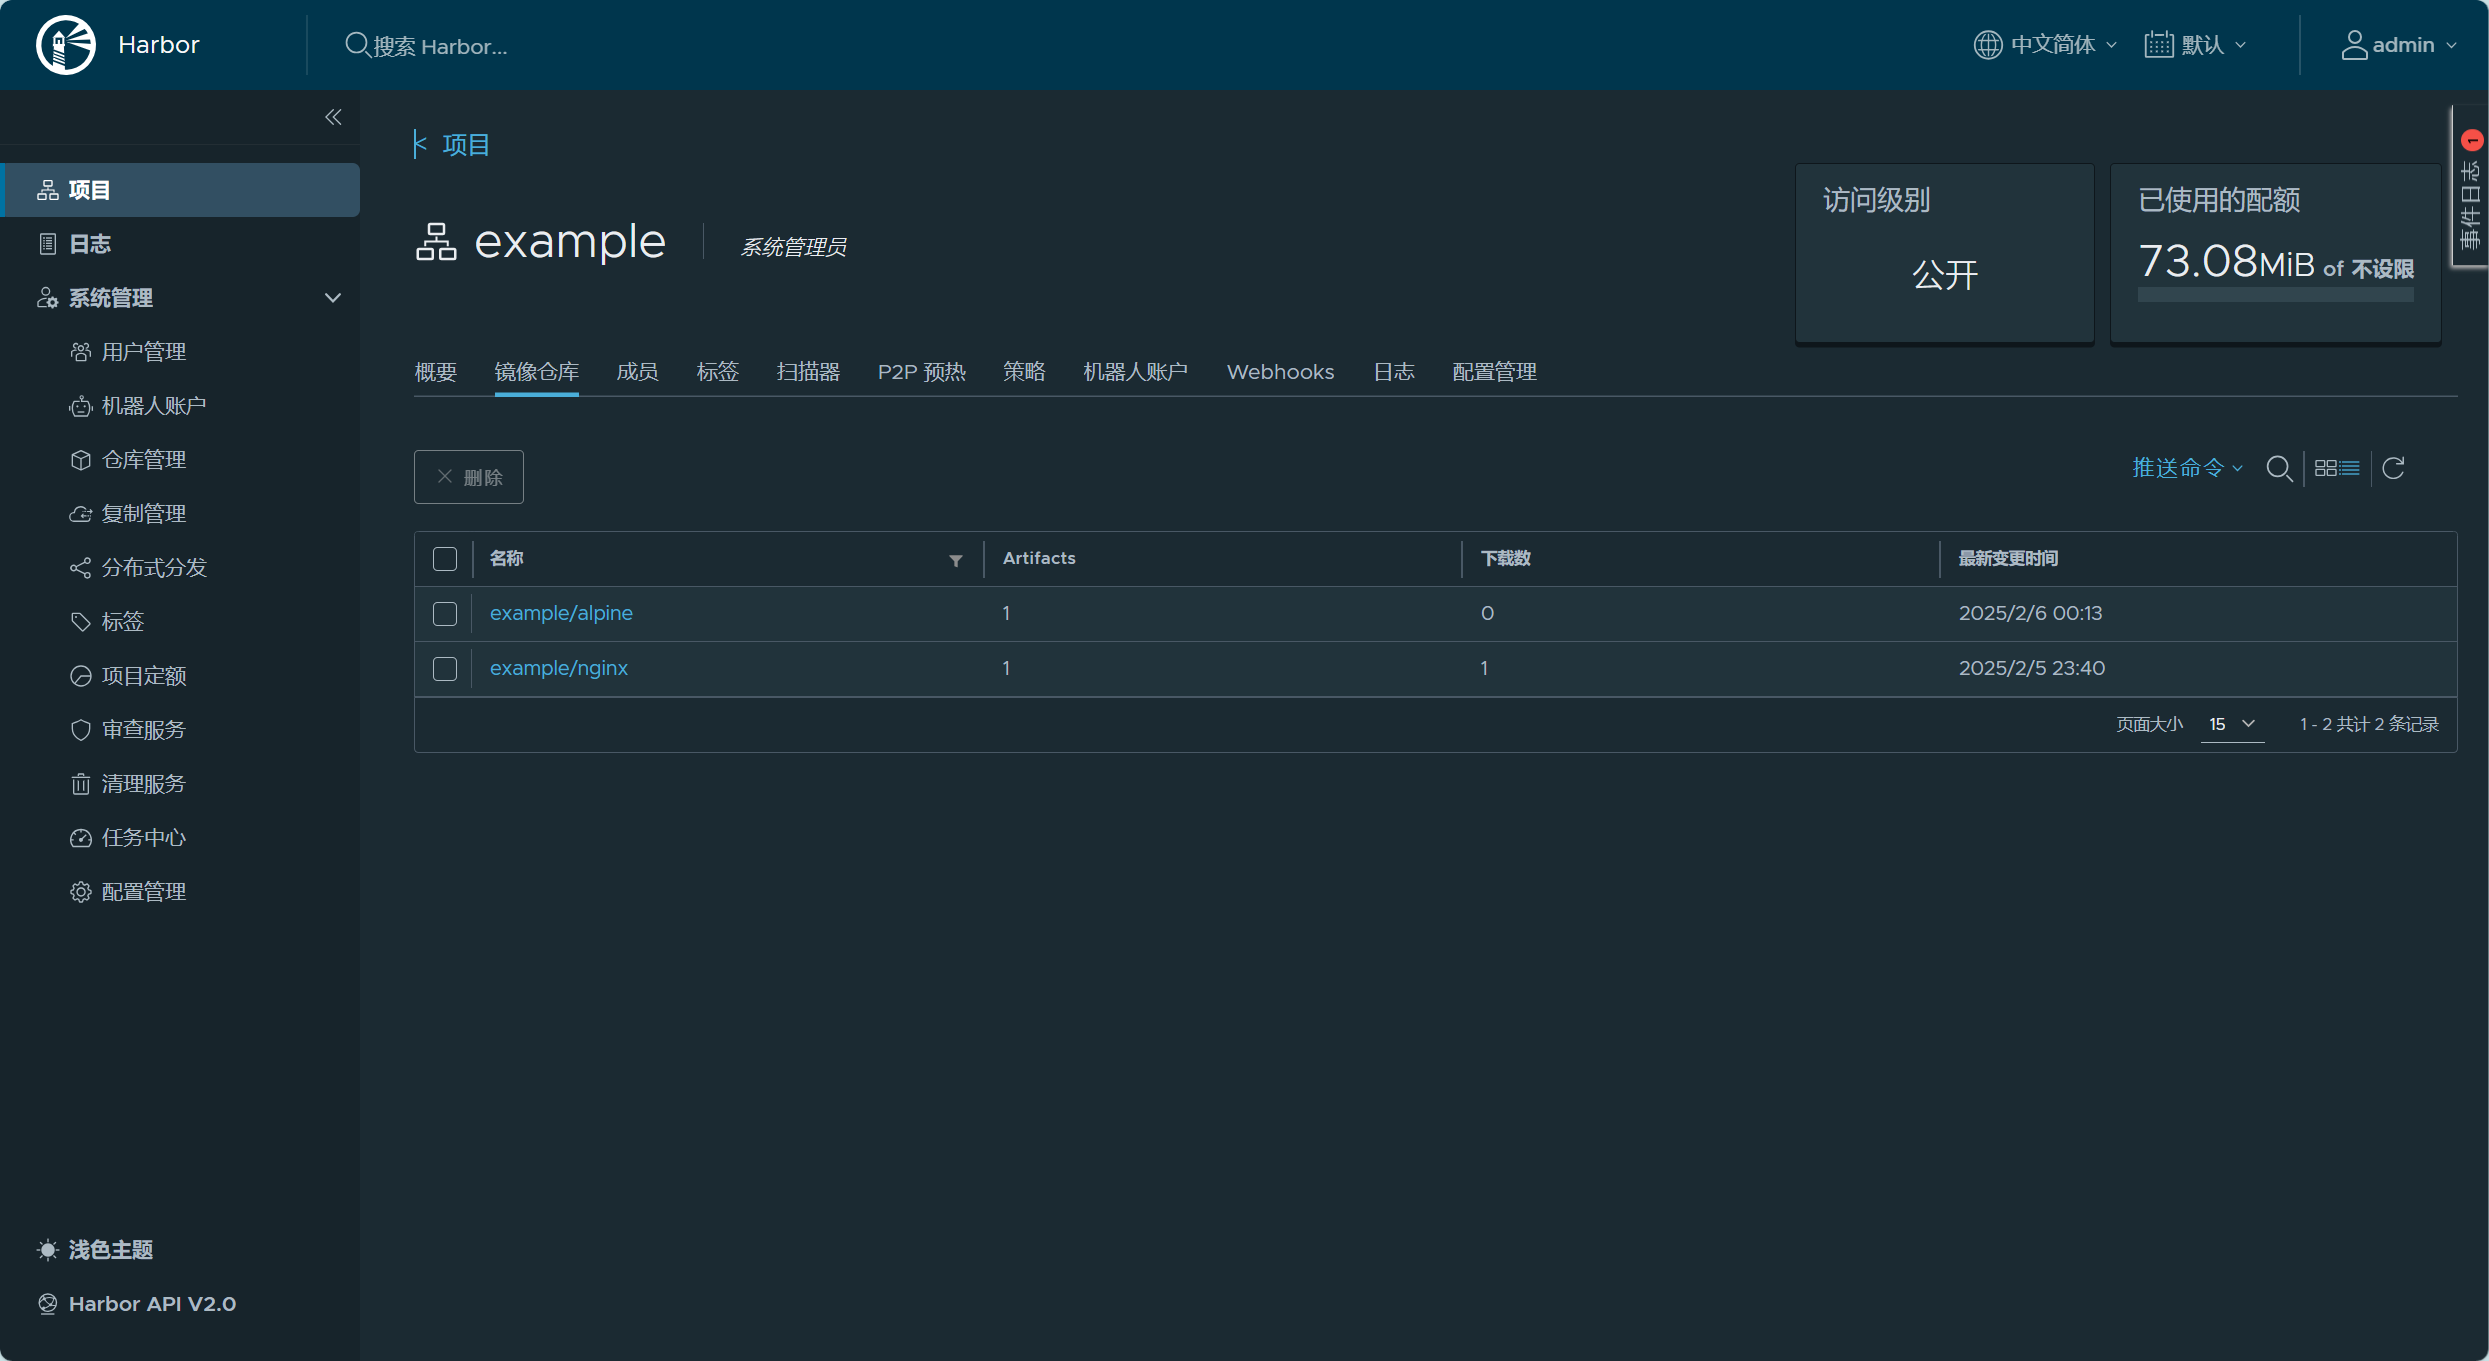 Harbor
搜索 Harbor...
中文简体
默认
admin
项目
日志
系统管理
用户管理
机器人账户
仓库管理
复制管理
分布式分发
标签
项目定额
审查服务
清理服务
任务中心
配置管理
浅色主题
Harbor API V2.0
< 项目
example
系统管理员
访问级别
公开
已使用的配额
73.08MiB of 不设限
1
事件日志
概要 镜像仓库 成员 标签 扫描器 P2P 预热 策略 机器人账户 Webhooks 日志 配置管理
删除
推送命令
名称 Artifacts 下载数 最新变更时间
example/alpine 1 0 2025/2/6 00:13
example/nginx 1 1 2025/2/5 23:40
页面大小 15 1 - 2 共计 2 条记录